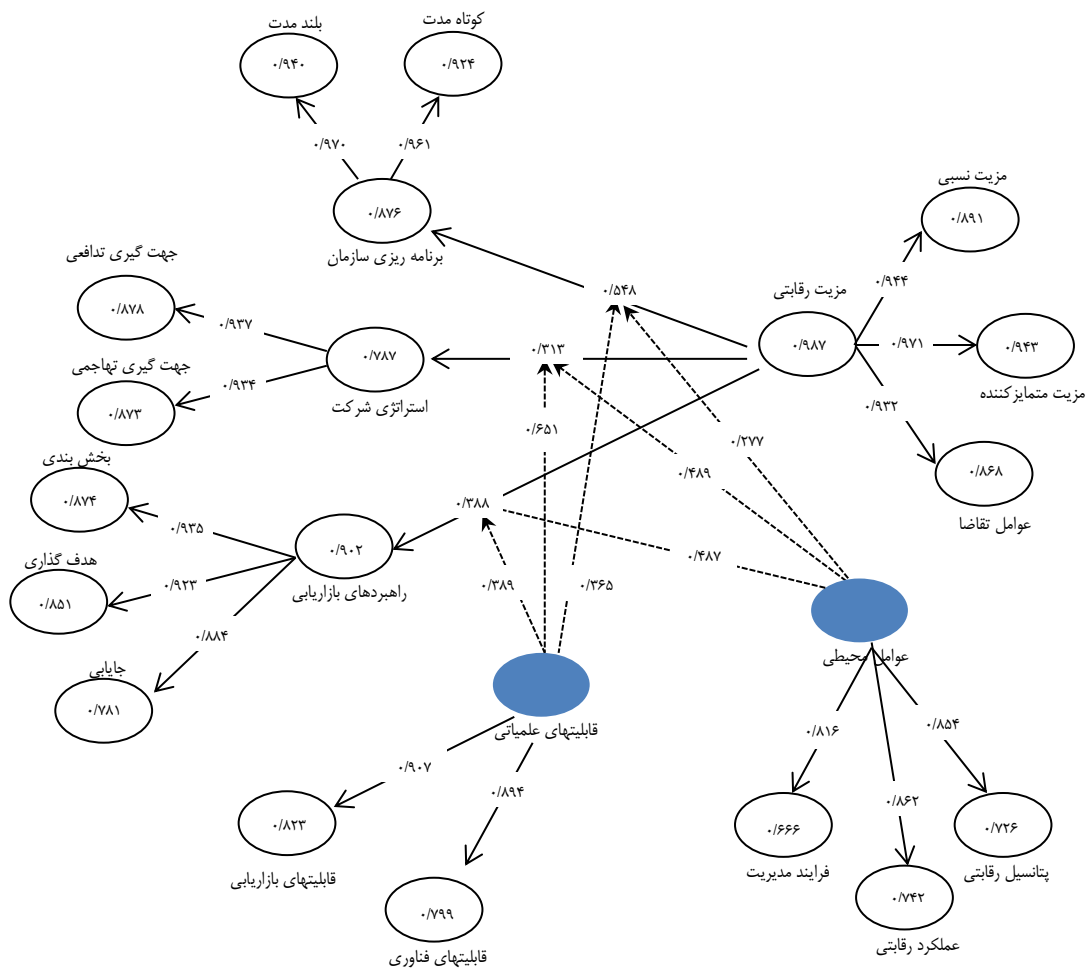 بلند مدت
کوتاه مدت
۰/۹۴۰
۰/۹۲۴
۰/۹۷۰
۰/۹۶۱
۰/۸۷۶
برنامه ریزی سازمان
مزیت نسبی
۰/۸۹۱
۰/۹۴۴
مزیت رقابتی
۰/۹۸۷
۰/۹۷۱
۰/۹۴۳
مزیت متمایزکننده
۰/۹۳۲
۰/۸۶۸
عوامل تقاضا
جهت گیری تدافعی
۰/۸۷۸
۰/۹۳۷
جهت گیری تهاجمی
۰/۸۷۳
۰/۹۳۴
۰/۷۸۷
استراتژی شرکت
۰/۵۴۸
۰/۳۱۳
۰/۶۵۱
۰/۲۷۷
۰/۴۸۹
۰/۳۸۸
۰/۴۸۷
۰/۳۸۹
۰/۳۶۵
بخش بندی
۰/۸۷۴
۰/۹۳۵
هدف گذاری
۰/۸۵۱
۰/۹۲۳
۰/۹۰۲
راهبردهای بازاریابی
۰/۸۸۴
جایابی
۰/۷۸۱
قابلیتهای علمیاتی
۰/۹۰۷
۰/۸۹۴
۰/۸۲۳
قابلیتهای بازاریابی
۰/۷۹۹
قابلیتهای فناوری
عوامل محیطی
۰/۸۱۶
۰/۸۵۴
۰/۸۶۲
۰/۶۶۶
فرایند مدیریت
۰/۷۲۶
پتانسیل رقابتی
۰/۷۴۲
عملکرد رقابتی